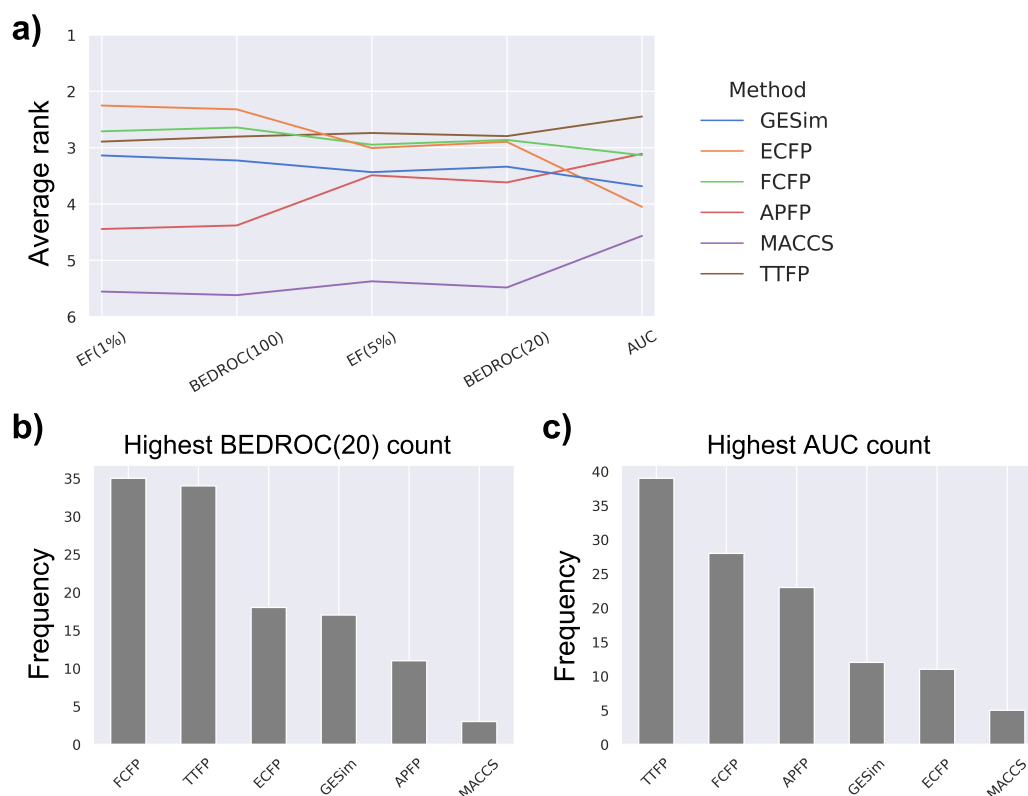 a)
Average rank
1
2
3
4
5
6
EF(1%)
BEDROC(100)
EF(5%)
BEDROC(20)
AUC
Method
GESim
ECFP
FCFP
APFP
MACCS
TTFP
b)
Highest BEDROC(20) count
Frequency
35
30
25
20
15
10
5
0
FCFP
TTFP
ECFP
GESim
APFP
MACCS
c)
Highest AUC count
Frequency
40
35
30
25
20
15
10
5
0
TTFP
FCFP
APFP
GESim
ECFP
MACCS